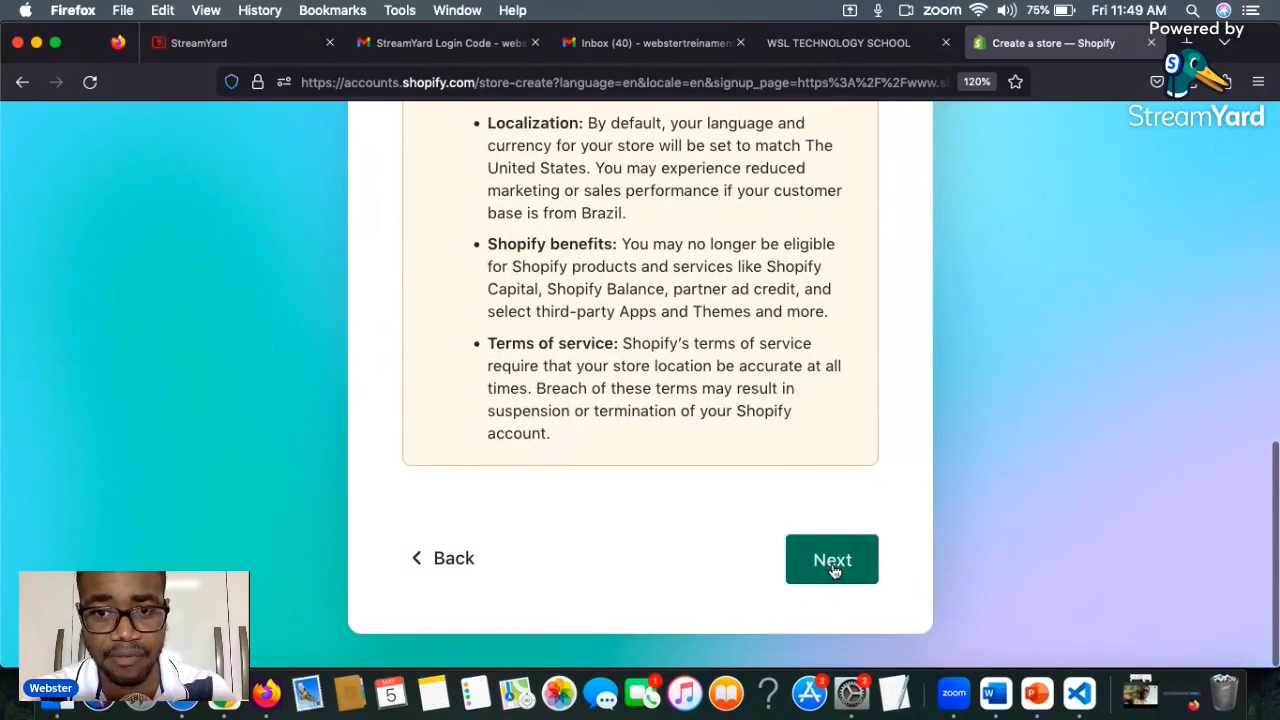 Firefox File Edit View History Bookmarks Tools Window Help zoom 75% Fri 11:49 AM
Powered by
StreamYard
StreamYard StreamYard Login Code - webs Inbox (40) - webstertreinamen WSL TECHNOLOGY SCHOOL Create a store — Shopify
https://accounts.shopify.com/store-create?language=en&locale=en&signup_page=https%3A%2F%2Fwww.s 120%
• Localization: By default, your language and
currency for your store will be set to match The
United States. You may experience reduced
marketing or sales performance if your customer
base is from Brazil.
• Shopify benefits: You may no longer be eligible
for Shopify products and services like Shopify
Capital, Shopify Balance, partner ad credit, and
select third-party Apps and Themes and more.
• Terms of service: Shopify’s terms of service
require that your store location be accurate at all
times. Breach of these terms may result in
suspension or termination of your Shopify
account.
Back
Next
Webster
MAY
5
1
2
2
zoom
W
P